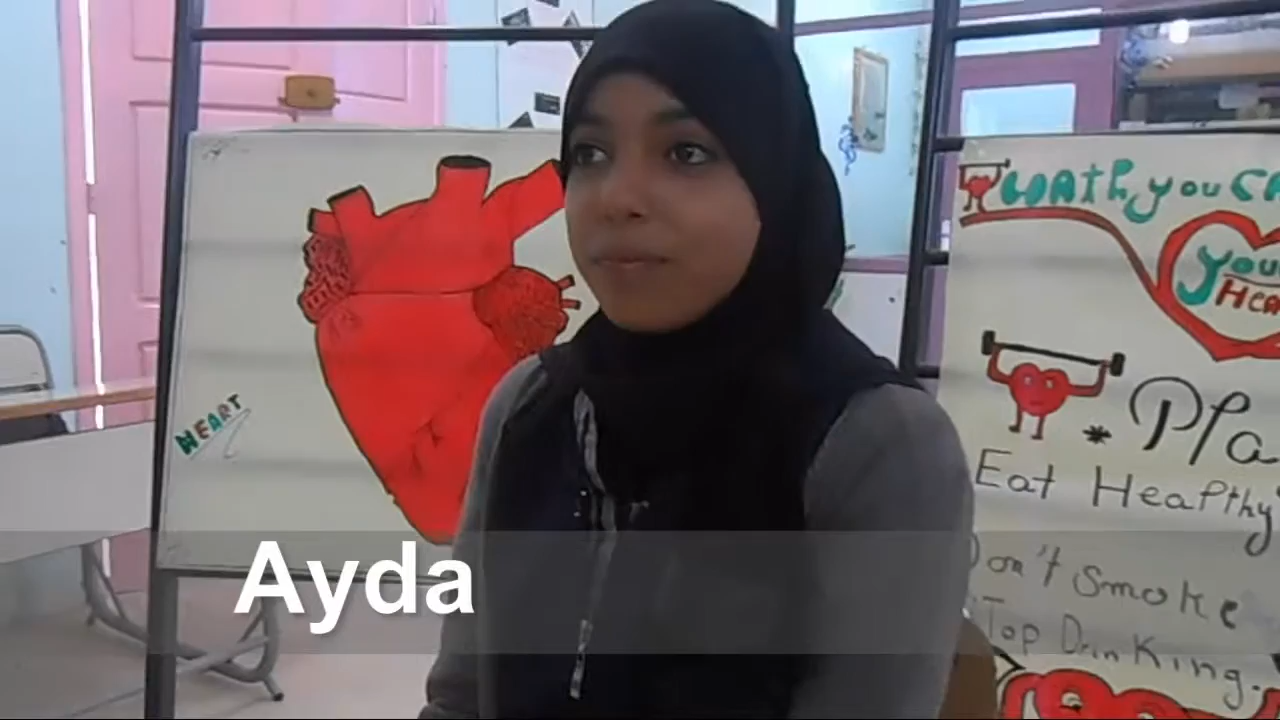 WATh you CA
YOU
HEA
* Pla
Eat Healthy
HEART
Don't Smoke
Top DrinKing.
Ayda